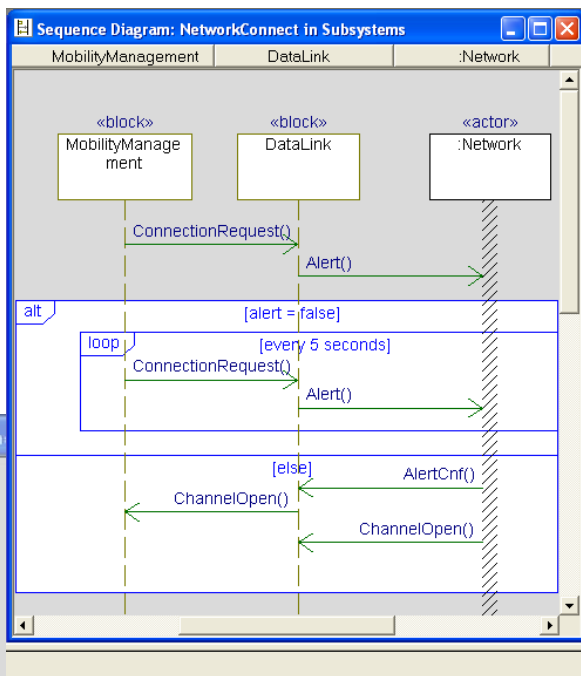 Sequence Diagram: NetworkConnect in Subsystems
MobilityManagement DataLink :Network
«block» «block» «actor»
MobilityManage DataLink :Network
ment
ConnectionRequest()
Alert()
alt [alert = false]
loop [every 5 seconds]
ConnectionRequest()
Alert()
[else] AlertCnf()
ChannelOpen()
ChannelOpen()